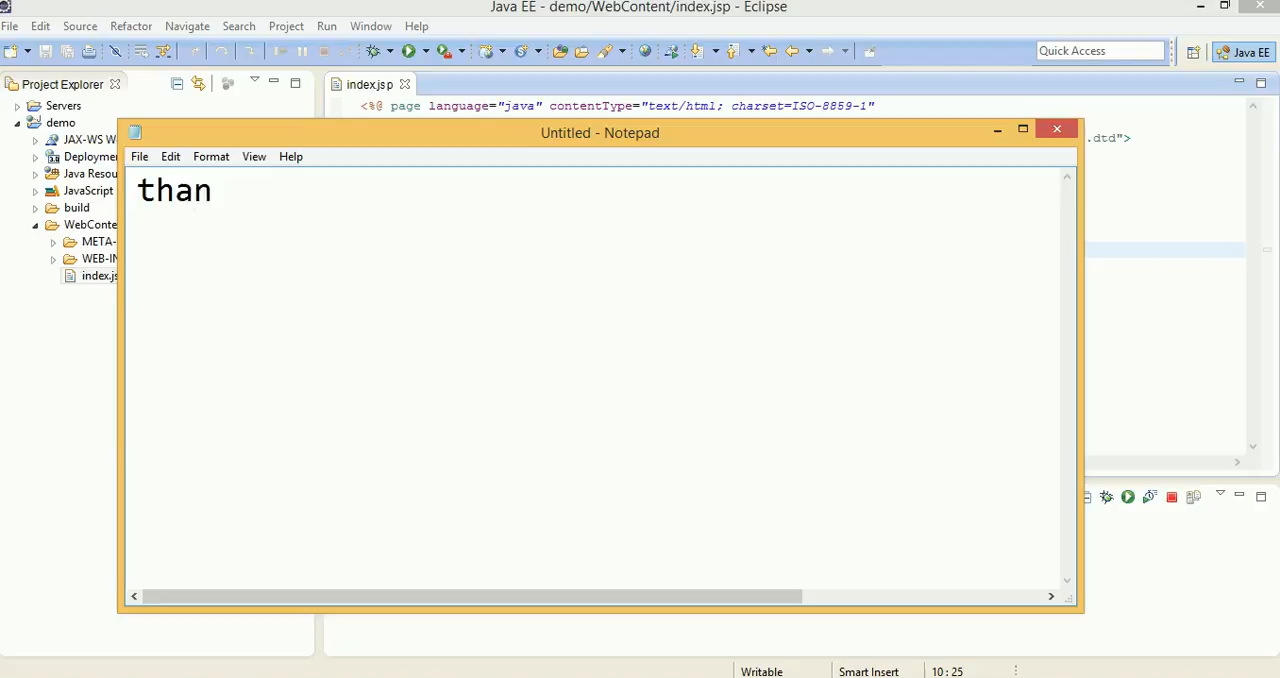 Java EE - demo/WebContent/index.jsp - Eclipse
File Edit Source Refactor Navigate Search Project Run Window Help
Quick Access
Java EE
Project Explorer
index.jsp
Servers
demo
JAX-WS W
Deployme
Java Resou
JavaScript
build
WebConte
META-
WEB-IN
index.js
<%@ page language="java" contentType="text/html; charset=ISO-8859-1"
.dtd">
Untitled - Notepad
File Edit Format View Help
than
Writable
Smart Insert
10 : 25